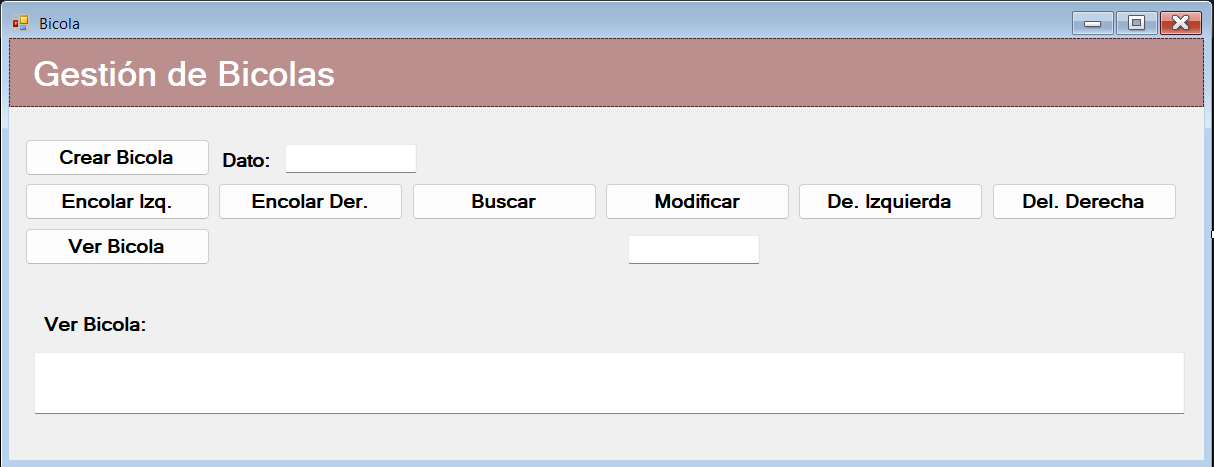 Bicola
Gestión de Bicolas
Crear Bicola Dato:
Encolar Izq. Encolar Der. Buscar Modificar De. Izquierda Del. Derecha
Ver Bicola
Ver Bicola: